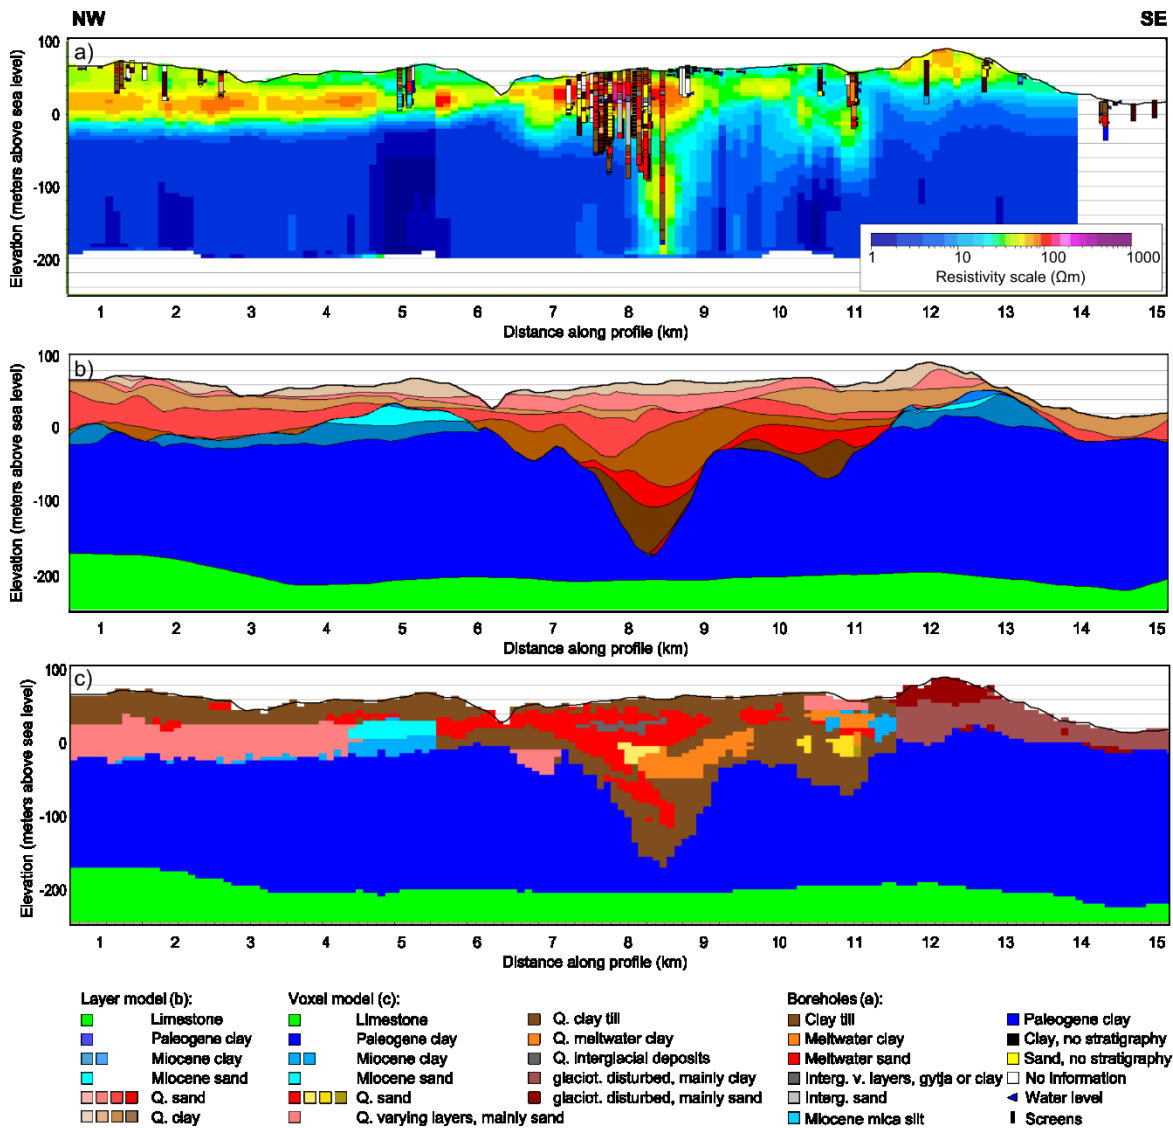 NW SE
a)
100
0
-100
-200
Elevation (meters above sea level)
1 10 100 1000
Resistivity scale (Ωm)
1 2 3 4 5 6 7 8 9 10 11 12 13 14 15
Distance along profile (km)
b)
100
0
-100
-200
Elevation (meters above sea level)
1 2 3 4 5 6 7 8 9 10 11 12 13 14 15
Distance along profile (km)
c)
100
0
-100
-200
Elevation (meters above sea level)
1 2 3 4 5 6 7 8 9 10 11 12 13 14 15
Distance along profile (km)
Layer model (b):
Limestone
Paleogene clay
Miocene clay
Miocene sand
Q. sand
Q. clay
Voxel model (c):
Limestone
Paleogene clay
Miocene clay
Miocene sand
Q. sand
Q. varying layers, mainly sand
Q. clay till
Q. meltwater clay
Q. Interglacial deposits
glaciot. disturbed, mainly clay
glaciot. disturbed, mainly sand
Boreholes (a):
Clay till
Meltwater clay
Meltwater sand
Interg. v. layers, gytja or clay
Interg. sand
Miocene mica silt
Paleogene clay
Clay, no stratigraphy
Sand, no stratigraphy
No Information
Water level
Screens